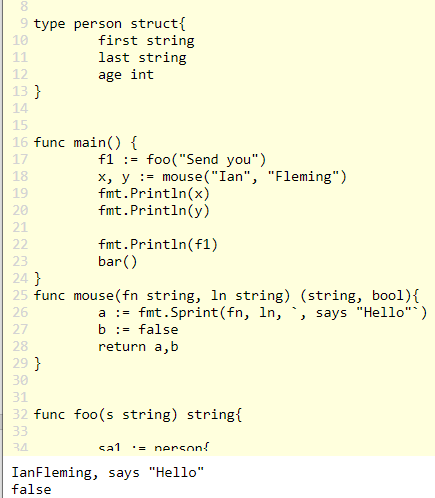 8
9 type person struct{
10 first string
11 last string
12 age int
13 }
14
15
16 func main() {
17 f1 := foo("Send you")
18 x, y := mouse("Ian", "Fleming")
19 fmt.Println(x)
20 fmt.Println(y)
21
22 fmt.Println(f1)
23 bar()
24 }
25 func mouse(fn string, ln string) (string, bool){
26 a := fmt.Sprint(fn, ln, `, says "Hello"`)
27 b := false
28 return a,b
29 }
30
31
32 func foo(s string) string{
33
34 sa1 := person{
IanFleming, says "Hello"
false